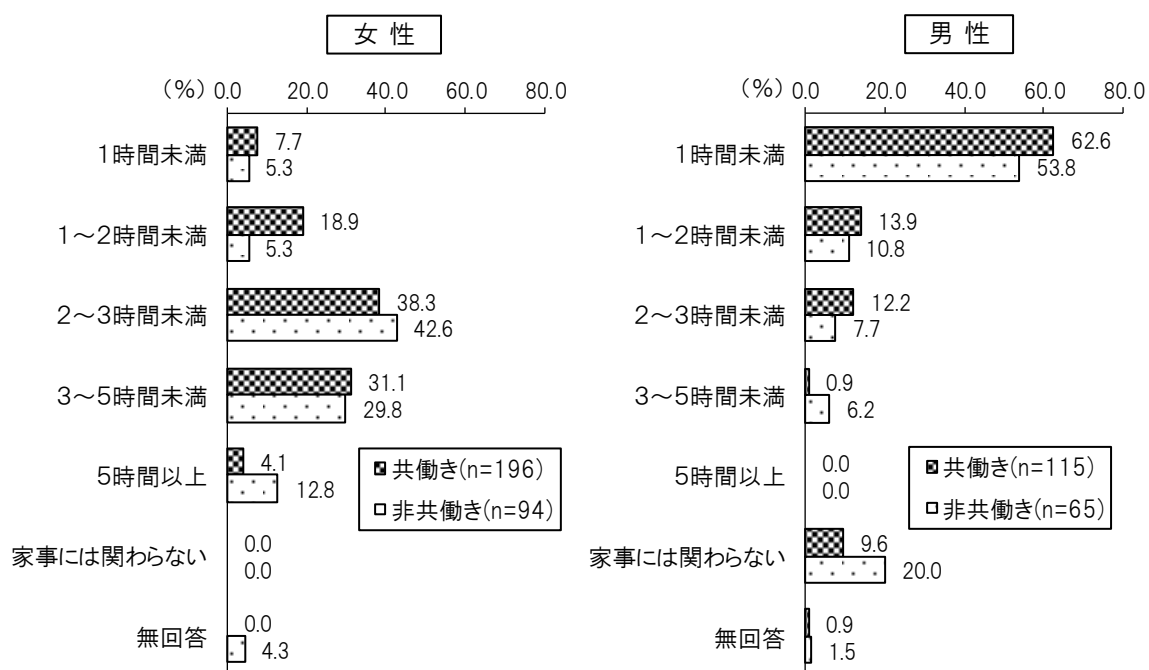 女 性
(%) 0.0 20.0 40.0 60.0 80.0
1時間未満 7.7
5.3
1～2時間未満 18.9
5.3
2～3時間未満 38.3
42.6
3～5時間未満 31.1
29.8
5時間以上 4.1
12.8
家事には関わらない 0.0
0.0
無回答 0.0
4.3
共働き(n=196)
非共働き(n=94)
男 性
(%) 0.0 20.0 40.0 60.0 80.0
1時間未満 62.6
53.8
1～2時間未満 13.9
10.8
2～3時間未満 12.2
7.7
3～5時間未満 0.9
6.2
5時間以上 0.0
0.0
家事には関わらない 9.6
20.0
無回答 0.9
1.5
共働き(n=115)
非共働き(n=65)